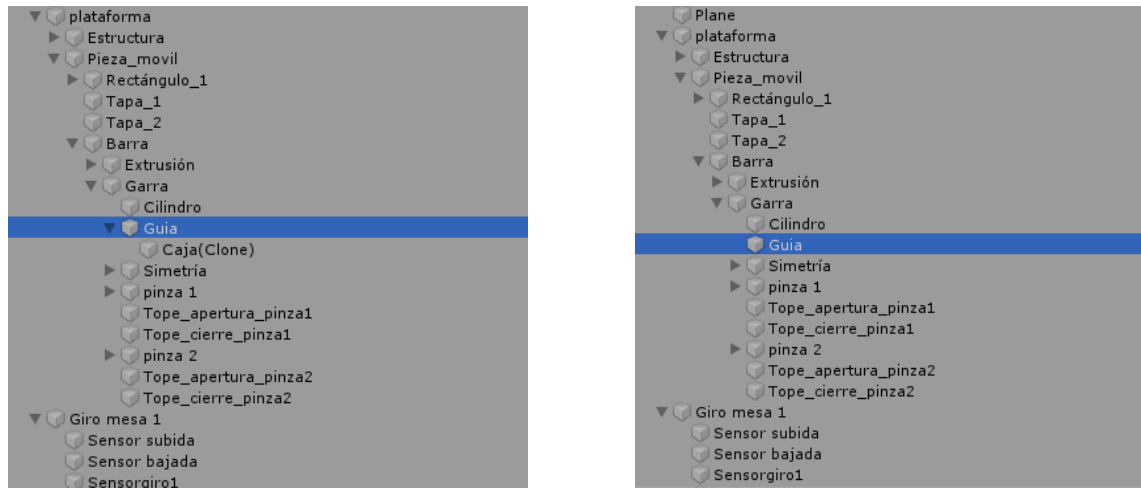 plataforma
Estructura
Pieza_movil
Rectángulo_1
Tapa_1
Tapa_2
Barra
Extrusión
Garra
Cilindro
Guia
Caja(Clone)
Simetría
pinza 1
Tope_apertura_pinza1
Tope_cierre_pinza1
pinza 2
Tope_apertura_pinza2
Tope_cierre_pinza2
Giro mesa 1
Sensor subida
Sensor bajada
Sensorgiro1
Plane
plataforma
Estructura
Pieza_movil
Rectángulo_1
Tapa_1
Tapa_2
Barra
Extrusión
Garra
Cilindro
Guia
Simetría
pinza 1
Tope_apertura_pinza1
Tope_cierre_pinza1
pinza 2
Tope_apertura_pinza2
Tope_cierre_pinza2
Giro mesa 1
Sensor subida
Sensor bajada
Sensorgiro1